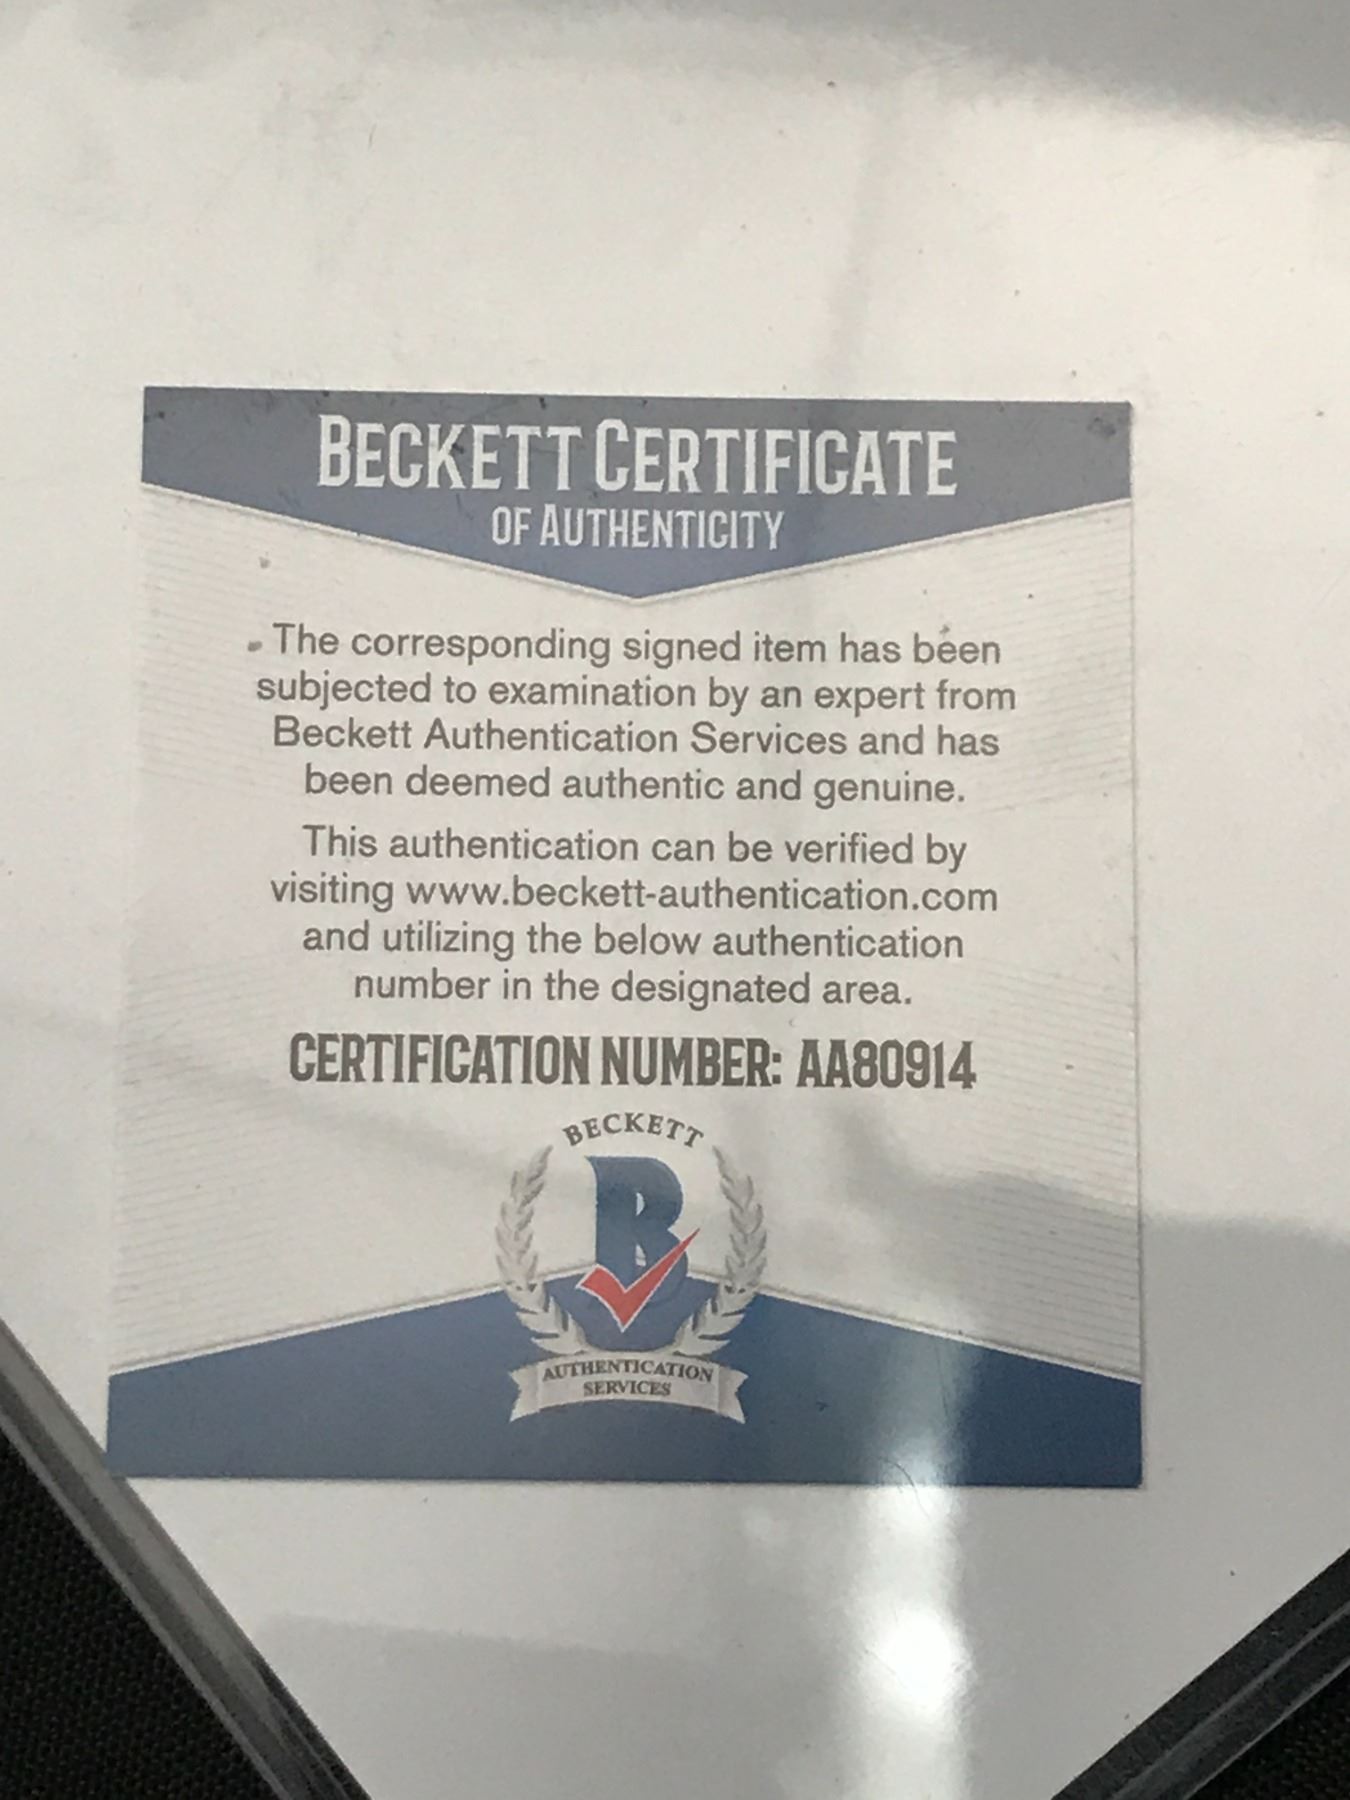 BECKETT CERTIFICATE
OF AUTHENTICITY
The corresponding signed item has been
subjected to examination by an expert from
Beckett Authentication Services and has
been deemed authentic and genuine.
This authentication can be verified by
visiting www.beckett-authentication.com
and utilizing the below authentication
number in the designated area.
CERTIFICATION NUMBER: AA80914
BECKETT
B
AUTHENTICATION
SERVICES